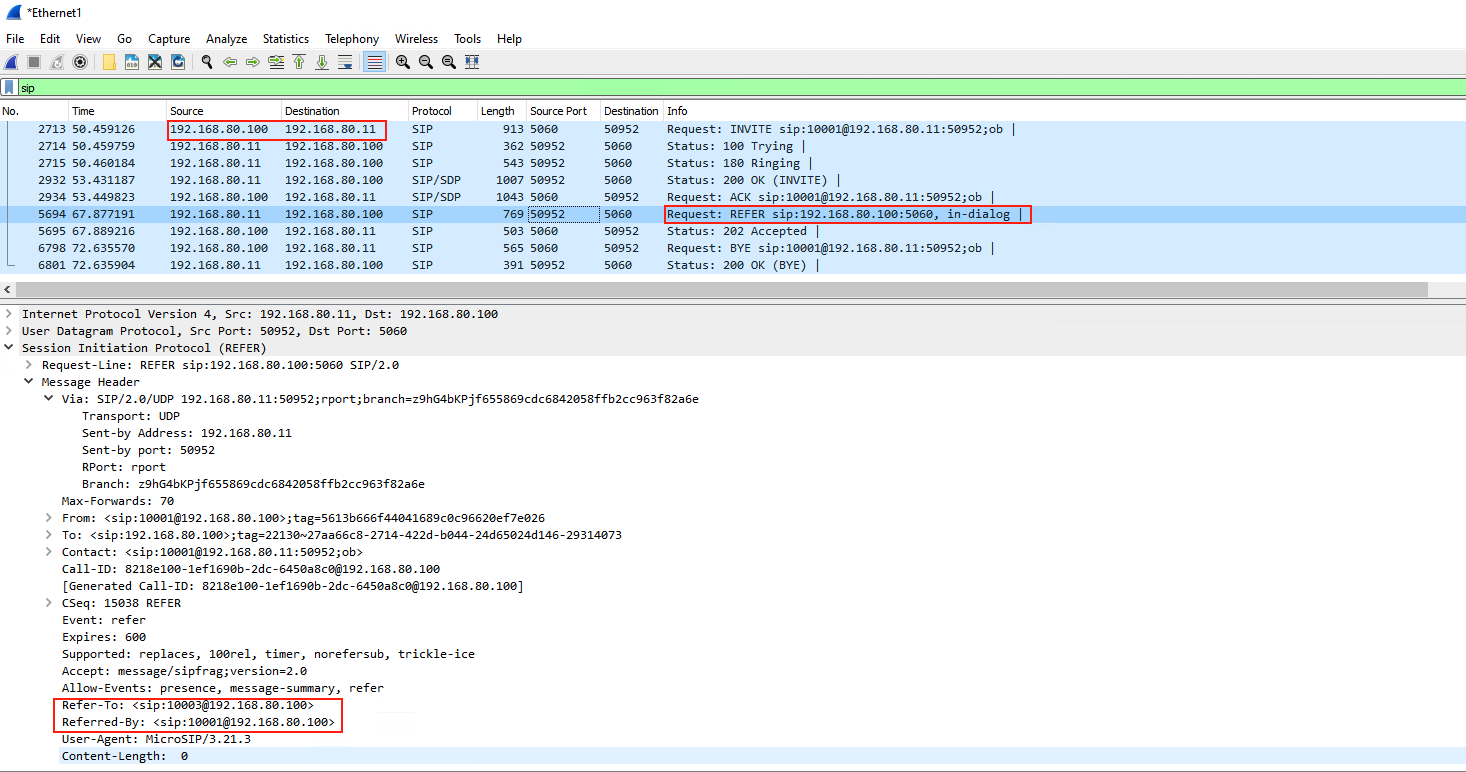 *Ethernet1
File Edit View Go Capture Analyze Statistics Telephony Wireless Tools Help
sip
No. Time Source Destination Protocol Length Source Port Destination Info
2713 50.459126 192.168.80.100 192.168.80.11 SIP 913 5060 50952 Request: INVITE sip:10001@192.168.80.11:50952;ob |
2714 50.459759 192.168.80.11 192.168.80.100 SIP 362 50952 5060 Status: 100 Trying |
2715 50.460184 192.168.80.11 192.168.80.100 SIP 543 50952 5060 Status: 180 Ringing |
2932 53.431187 192.168.80.11 192.168.80.100 SIP/SDP 1007 50952 5060 Status: 200 OK (INVITE) |
2934 53.449823 192.168.80.100 192.168.80.11 SIP/SDP 1043 5060 50952 Request: ACK sip:10001@192.168.80.11:50952;ob |
5694 67.877191 192.168.80.11 192.168.80.100 SIP 769 50952 5060 Request: REFER sip:192.168.80.100:5060, in-dialog |
5695 67.889216 192.168.80.100 192.168.80.11 SIP 503 5060 50952 Status: 202 Accepted |
6798 72.635570 192.168.80.100 192.168.80.11 SIP 565 5060 50952 Request: BYE sip:10001@192.168.80.11:50952;ob |
6801 72.635904 192.168.80.11 192.168.80.100 SIP 391 50952 5060 Status: 200 OK (BYE) |
Internet Protocol Version 4, Src: 192.168.80.11, Dst: 192.168.80.100
User Datagram Protocol, Src Port: 50952, Dst Port: 5060
Session Initiation Protocol (REFER)
Request-Line: REFER sip:192.168.80.100:5060 SIP/2.0
Message Header
Via: SIP/2.0/UDP 192.168.80.11:50952;rport;branch=z9hG4bKPjf655869cdc6842058ffb2cc963f82a6e
Transport: UDP
Sent-by Address: 192.168.80.11
Sent-by port: 50952
RPort: rport
Branch: z9hG4bKPjf655869cdc6842058ffb2cc963f82a6e
Max-Forwards: 70
From: <sip:10001@192.168.80.100>;tag=5613b666f44041689c0c96620ef7e026
To: <sip:192.168.80.100>;tag=22130~27aa66c8-2714-422d-b044-24d65024d146-29314073
Contact: <sip:10001@192.168.80.11:50952;ob>
Call-ID: 8218e100-1ef1690b-2dc-6450a8c0@192.168.80.100
[Generated Call-ID: 8218e100-1ef1690b-2dc-6450a8c0@192.168.80.100]
CSeq: 15038 REFER
Event: refer
Expires: 600
Supported: replaces, 100rel, timer, norefersub, trickle-ice
Accept: message/sipfrag;version=2.0
Allow-Events: presence, message-summary, refer
Refer-To: <sip:10003@192.168.80.100>
Referred-By: <sip:10001@192.168.80.100>
User-Agent: MicroSIP/3.21.3
Content-Length: 0